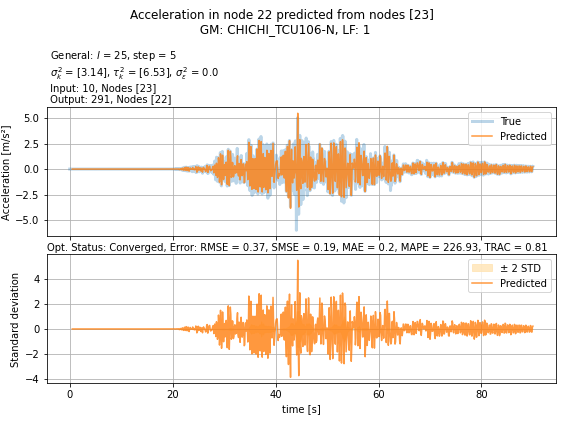 Acceleration in node 22 predicted from nodes [23]
GM: CHICHI_TCU106-N, LF: 1
General: l = 25, step = 5
σ²ₖ = [3.14], τ²ₖ = [6.53], σ²ₑ = 0.0
Input: 10, Nodes [23]
Output: 291, Nodes [22]
Acceleration [m/s²]
5.0
2.5
0.0
−2.5
−5.0
True
Predicted
Opt. Status: Converged, Error: RMSE = 0.37, SMSE = 0.19, MAE = 0.2, MAPE = 226.93, TRAC = 0.81
Standard deviation
4
2
0
−2
−4
± 2 STD
Predicted
0 20 40 60 80
time [s]